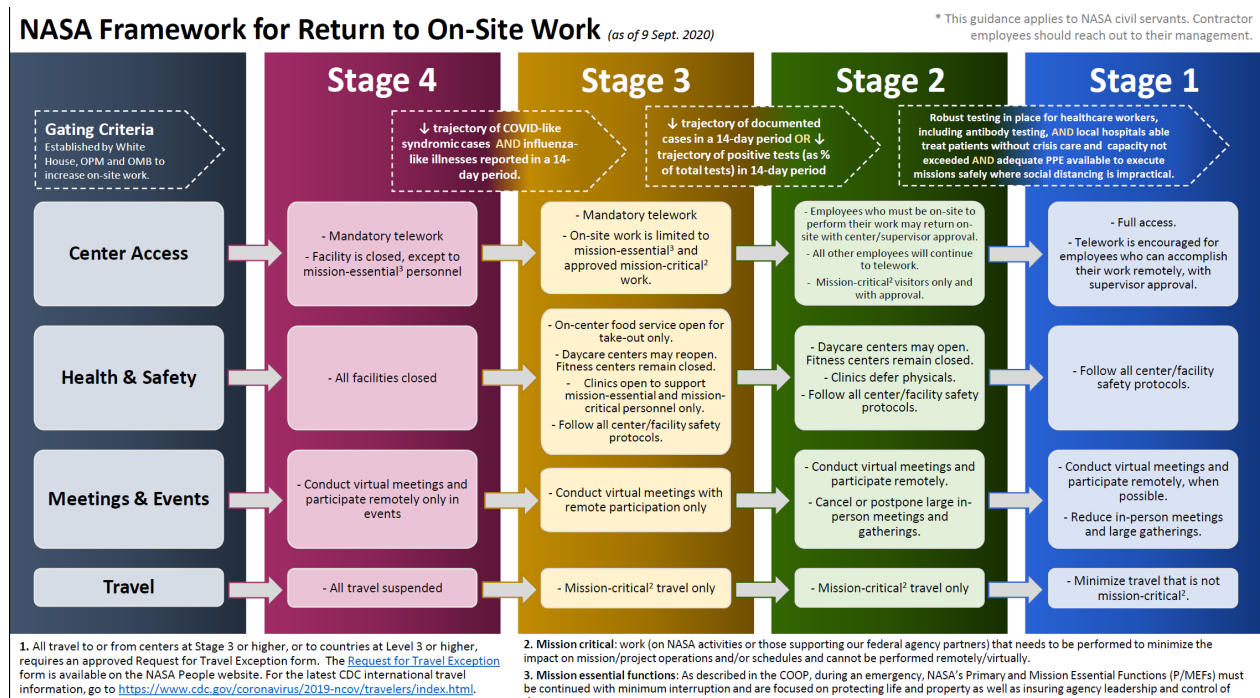 NASA Framework for Return to On-Site Work (as of 9 Sept. 2020)
* This guidance applies to NASA civil servants. Contractor
employees should reach out to their management.
Stage 4
Stage 3
Stage 2
Stage 1
Gating Criteria
Established by White
House, OPM and OMB to
increase on-site work.
↓ trajectory of COVID-like
syndromic cases AND influenza-
like illnesses reported in a 14-
day period.
↓ trajectory of documented
cases in a 14-day period OR ↓
trajectory of positive tests (as %
of total tests) in 14-day period
Robust testing in place for healthcare workers,
including antibody testing, AND local hospitals able
treat patients without crisis care and capacity not
exceeded AND adequate PPE available to execute
missions safely where social distancing is impractical.
Center Access
- Mandatory telework
- Facility is closed, except to
mission-essential³ personnel
- Mandatory telework
- On-site work is limited to
mission-essential³ and
approved mission-critical²
work.
- Employees who must be on-site to
perform their work may return on-
site with center/supervisor approval.
- All other employees will continue
to telework.
- Mission-critical² visitors only and
with approval.
- Full access.
- Telework is encouraged for
employees who can accomplish
their work remotely, with
supervisor approval.
Health & Safety
- All facilities closed
- On-center food service open for
take-out only.
- Daycare centers may reopen.
Fitness centers remain closed.
- Clinics open to support
mission-essential and mission-
critical personnel only.
- Follow all center/facility safety
protocols.
- Daycare centers may open.
Fitness centers remain closed.
- Clinics defer physicals.
- Follow all center/facility safety
protocols.
- Follow all center/facility
safety protocols.
Meetings & Events
- Conduct virtual meetings and
participate remotely only in
events
- Conduct virtual meetings with
remote participation only
- Conduct virtual meetings and
participate remotely.
- Cancel or postpone large in-
person meetings and
gatherings.
- Conduct virtual meetings and
participate remotely, when
possible.
- Reduce in-person meetings
and large gatherings.
Travel
- All travel suspended
- Mission-critical² travel only
- Mission-critical² travel only
- Minimize travel that is not
mission-critical².
1. All travel to or from centers at Stage 3 or higher, or to countries at Level 3 or higher,
requires an approved Request for Travel Exception form. The Request for Travel Exception
form is available on the NASA People website. For the latest CDC international travel
information, go to https://www.cdc.gov/coronavirus/2019-ncov/travelers/index.html.
2. Mission critical: work (on NASA activities or those supporting our federal agency partners) that needs to be performed to minimize the
impact on mission/project operations and/or schedules and cannot be performed remotely/virtually.
3. Mission essential functions: As described in the COOP, during an emergency, NASA's Primary and Mission Essential Functions (P/MEFs) must
be continued with minimum interruption and are focused on protecting life and property as well as insuring agency leadership and control of